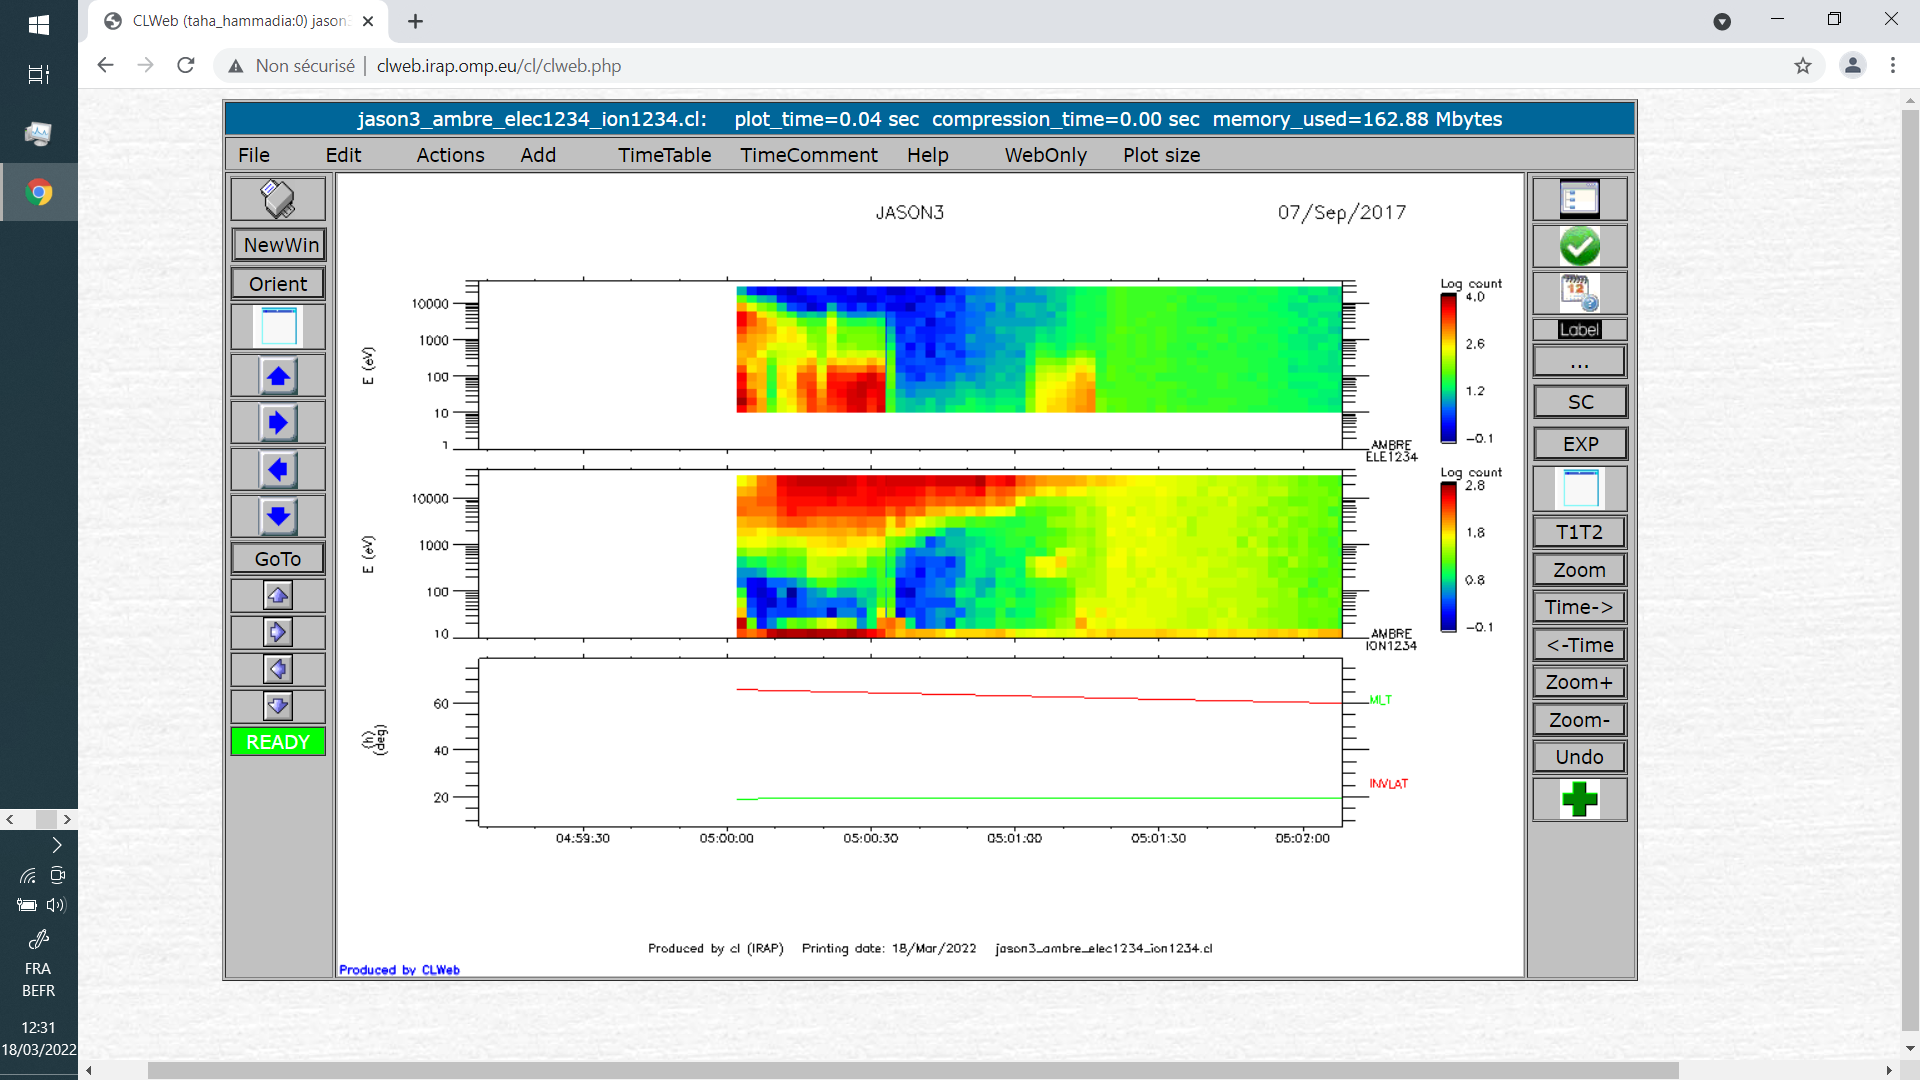 CLWeb (taha_hammadia:0) jason3
Non sécurisé | clweb.irap.omp.eu/cl/clweb.php
jason3_ambre_elec1234_ion1234.cl: plot_time=0.04 sec compression_time=0.00 sec memory_used=162.88 Mbytes
File Edit Actions Add TimeTable TimeComment Help WebOnly Plot size
NewWin
Orient
GoTo
READY
JASON3 07/Sep/2017
Log count
4.0
2.6
1.2
-0.1
10000
1000
100
10
1
E (eV)
AMBRE
ELE1234
Log count
2.8
1.8
0.8
-0.1
10000
1000
100
10
E (eV)
AMBRE
ION1234
60
40
20
(h)
(deg)
MLT
INVLAT
04:59:30 05:00:00 05:00:30 05:01:00 05:01:30 05:02:00
Produced by cl (IRAP) Printing date: 18/Mar/2022 jason3_ambre_elec1234_ion1234.cl
Produced by CLWeb
12
Label
...
SC
EXP
T1T2
Zoom
Time->
<-Time
Zoom+
Zoom-
Undo
FRA
BEFR
12:31
18/03/2022